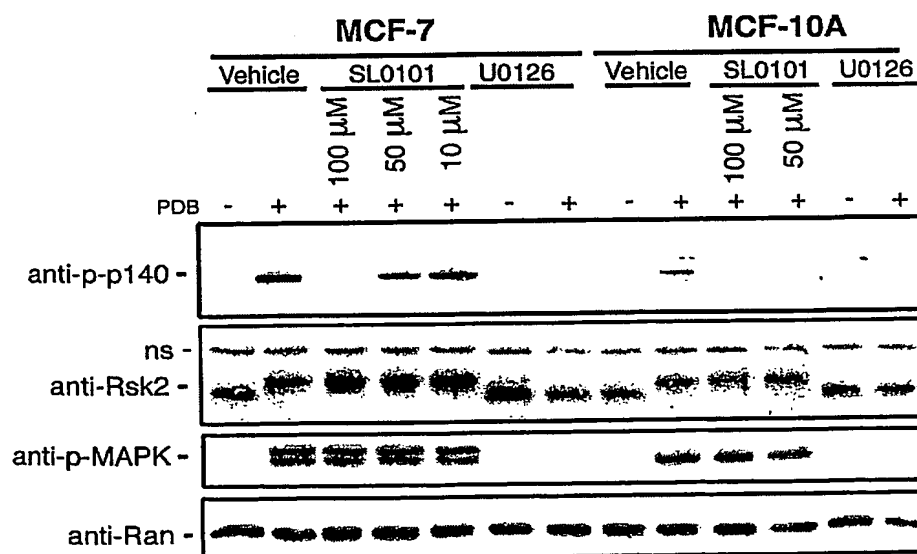 MCF-7 MCF-10A
Vehicle SL0101 U0126 Vehicle SL0101 U0126
100 μM 50 μM 10 μM 100 μM 50 μM
PDB - + + + + - + - + + + - +
anti-p-p140 -
ns -
anti-Rsk2 -
anti-p-MAPK -
anti-Ran -